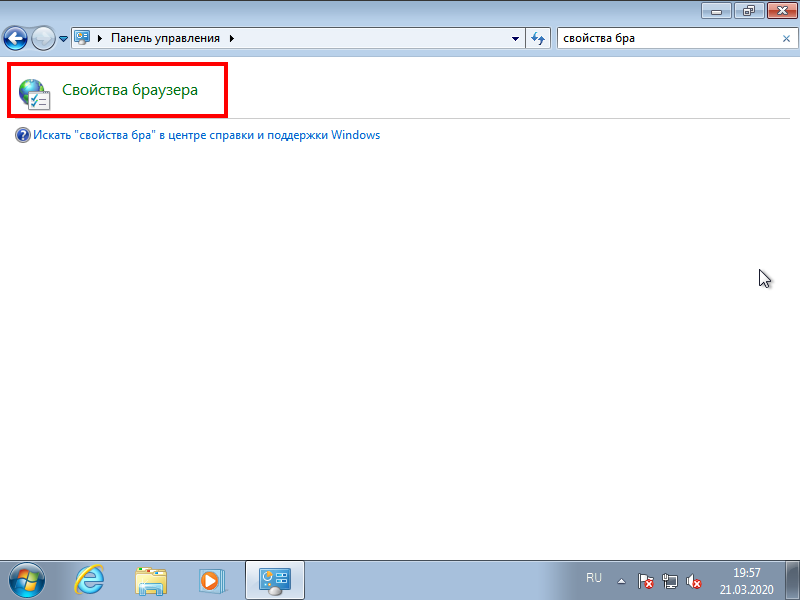 Панель управления
свойства бра
Свойства браузера
Искать "свойства бра" в центре справки и поддержки Windows
RU
19:57
21.03.2020